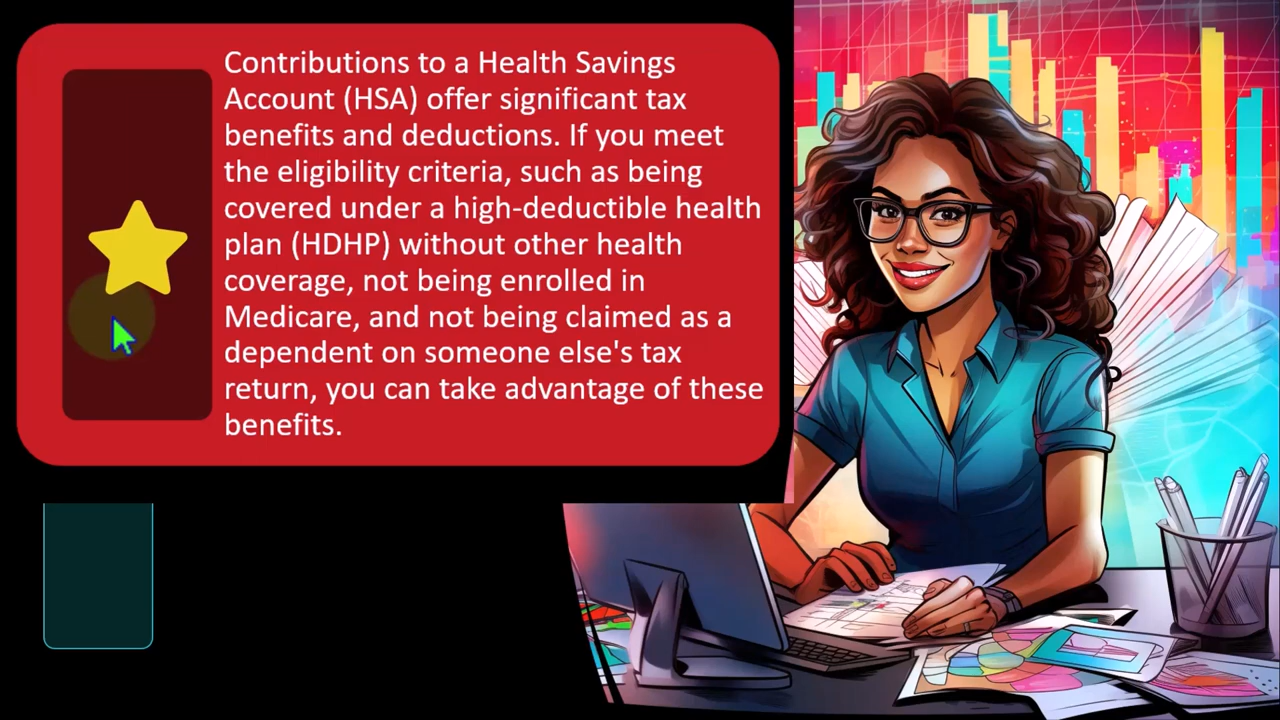 Contributions to a Health Savings
Account (HSA) offer significant tax
benefits and deductions. If you meet
the eligibility criteria, such as being
covered under a high-deductible health
plan (HDHP) without other health
coverage, not being enrolled in
Medicare, and not being claimed as a
dependent on someone else's tax
return, you can take advantage of these
benefits.